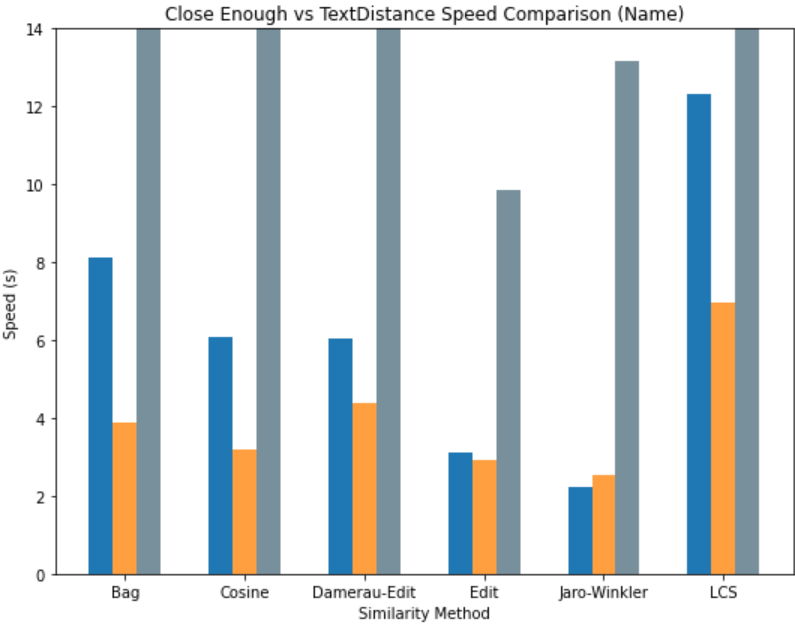 Close Enough vs TextDistance Speed Comparison (Name)
14
12
10
8
6
4
2
0
Speed (s)
Bag Cosine Damerau-Edit Edit Jaro-Winkler LCS
Similarity Method